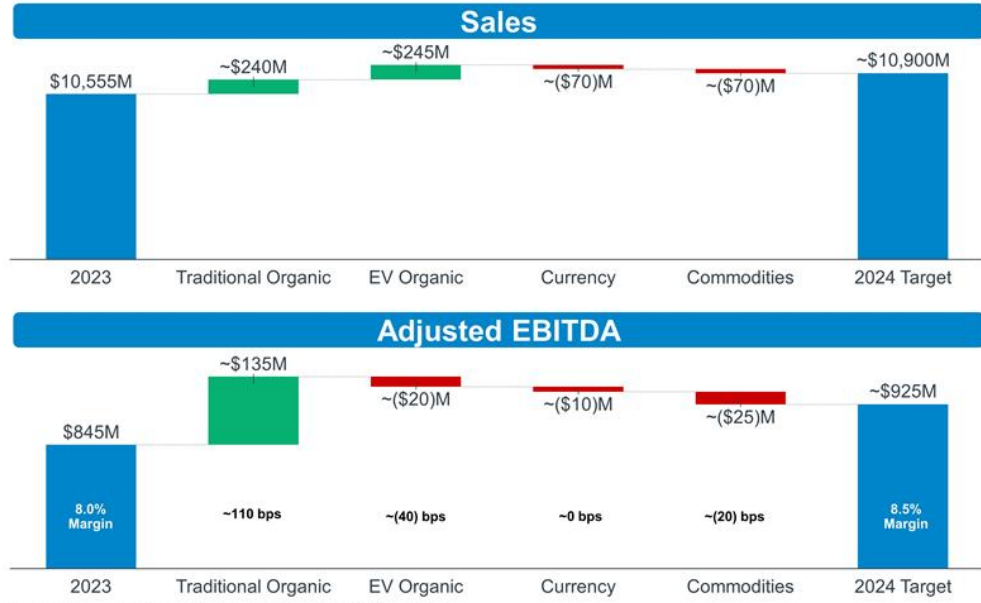 Sales
~$245M
~$240M
~$10,900M
$10,555M
~($70)M
~($70)M
2023 Traditional Organic EV Organic Currency Commodities 2024 Target
Adjusted EBITDA
~$135M
~($20)M
~($10)M
~($25)M
~$925M
$845M
8.0% Margin
~110 bps
~(40) bps
~0 bps
~(20) bps
8.5% Margin
2023 Traditional Organic EV Organic Currency Commodities 2024 Target